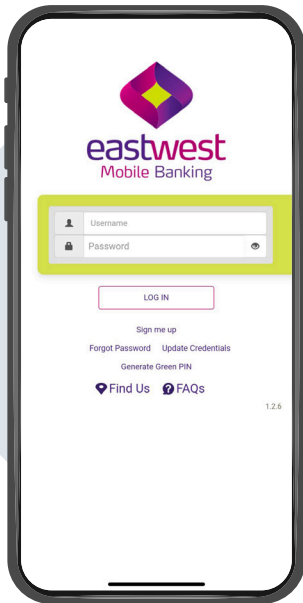 eastwest
Mobile Banking
Username
Password
LOG IN
Sign me up
Forgot Password Update Credentials
Generate Green PIN
Find Us FAQs
1.2.6